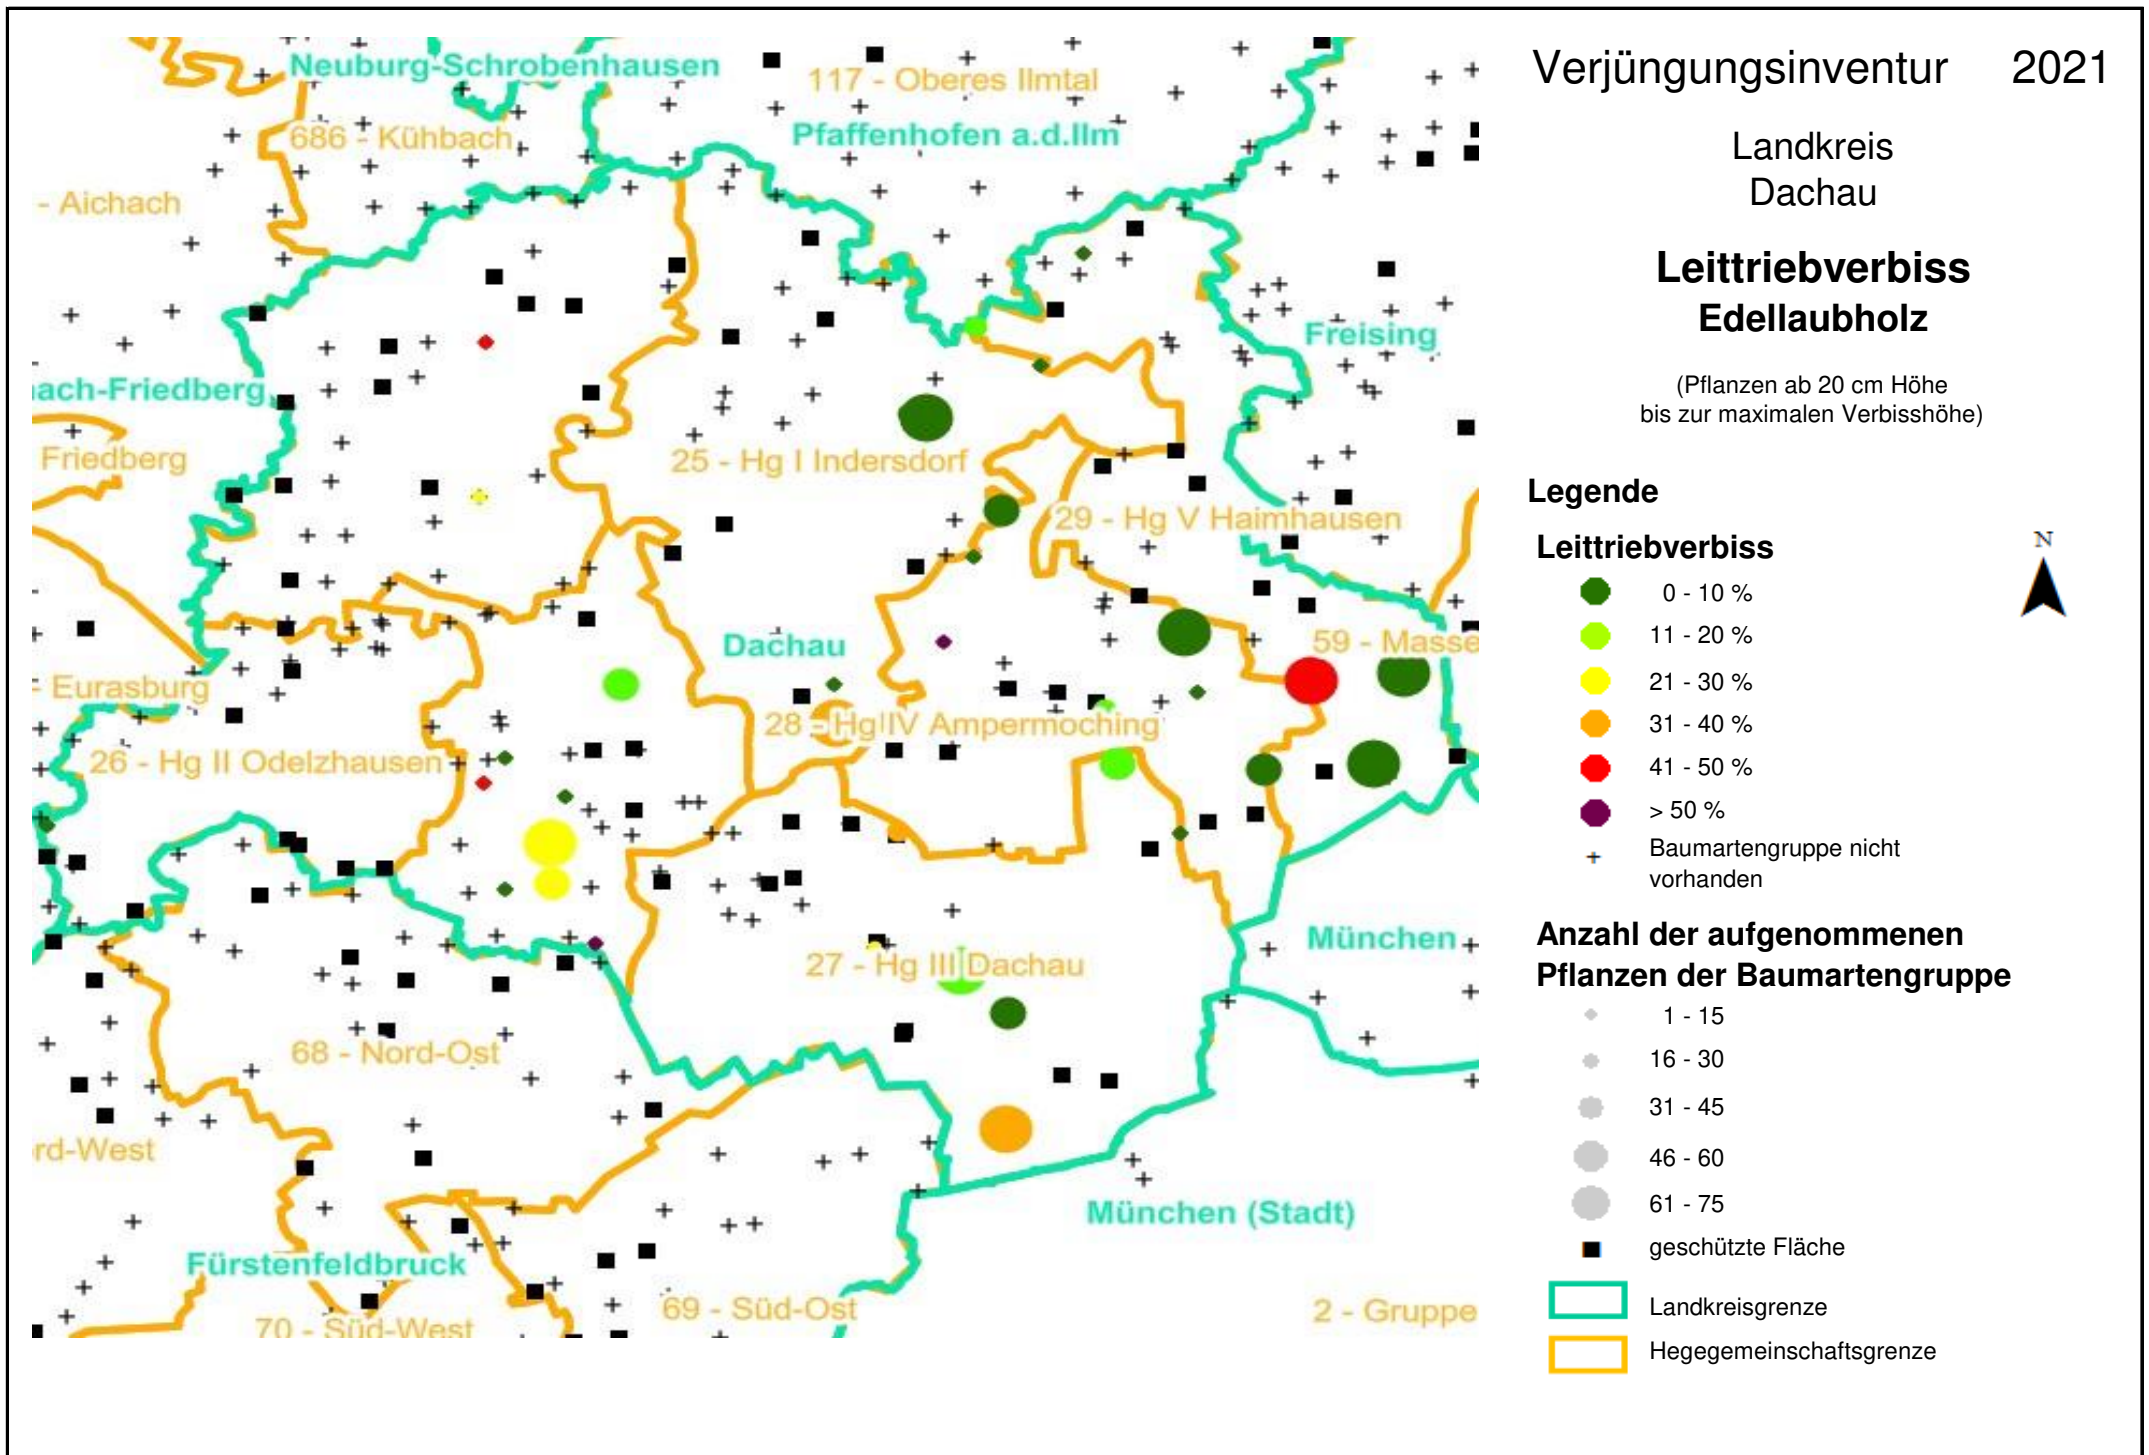 Verjüngungsinventur 2021
Landkreis
Dachau
Leittriebverbiss
Edellaubholz
(Pflanzen ab 20 cm Höhe
bis zur maximalen Verbisshöhe)
Legende
Leittriebverbiss
0 - 10 %
11 - 20 %
21 - 30 %
31 - 40 %
41 - 50 %
> 50 %
Baumartengruppe nicht
vorhanden
N
Anzahl der aufgenommenen
Pflanzen der Baumartengruppe
1 - 15
16 - 30
31 - 45
46 - 60
61 - 75
geschützte Fläche
Landkreisgrenze
Hegegemeinschaftsgrenze
Neuburg-Schrobenhausen
117 - Oberes Ilmtal
686 - Kühbach
Pfaffenhofen a.d.Ilm
- Aichach
Freising
ach-Friedberg
Friedberg
25 - Hg I Indersdorf
29 - Hg V Haimhausen
Dachau
59 - Masse
- Eurasburg
28 - Hg IV Ampermoching
26 - Hg II Odelzhausen
München
27 - Hg III Dachau
68 - Nord-Ost
rd-West
München (Stadt)
Fürstenfeldbruck
69 - Süd-Ost
2 - Gruppe
70 - Süd-West